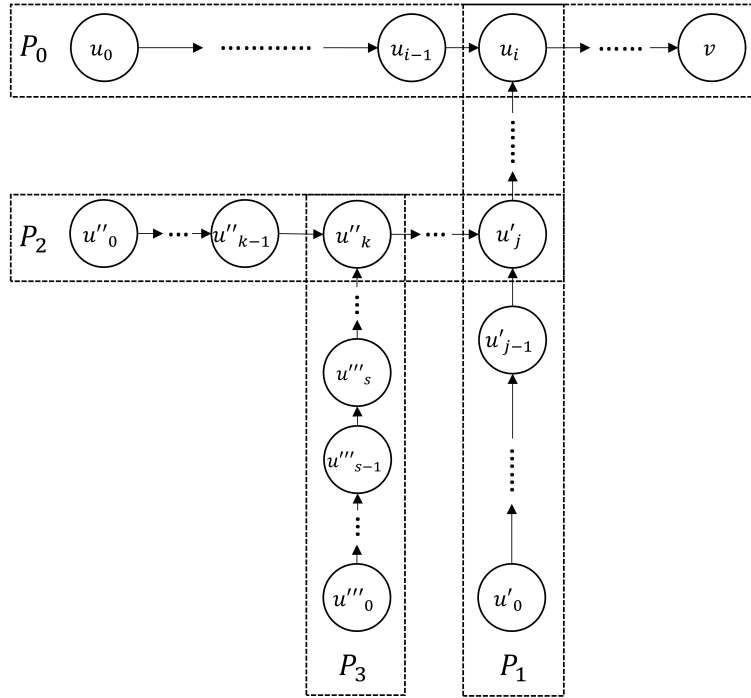 P₀ u₀ ············ uᵢ₋₁ uᵢ ······ v
P₂ u''₀ ··· u''ₖ₋₁ u''ₖ ··· u'ⱼ
u'ⱼ₋₁
u'''ₛ
u'''ₛ₋₁
u'''₀ u'₀
P₃ P₁